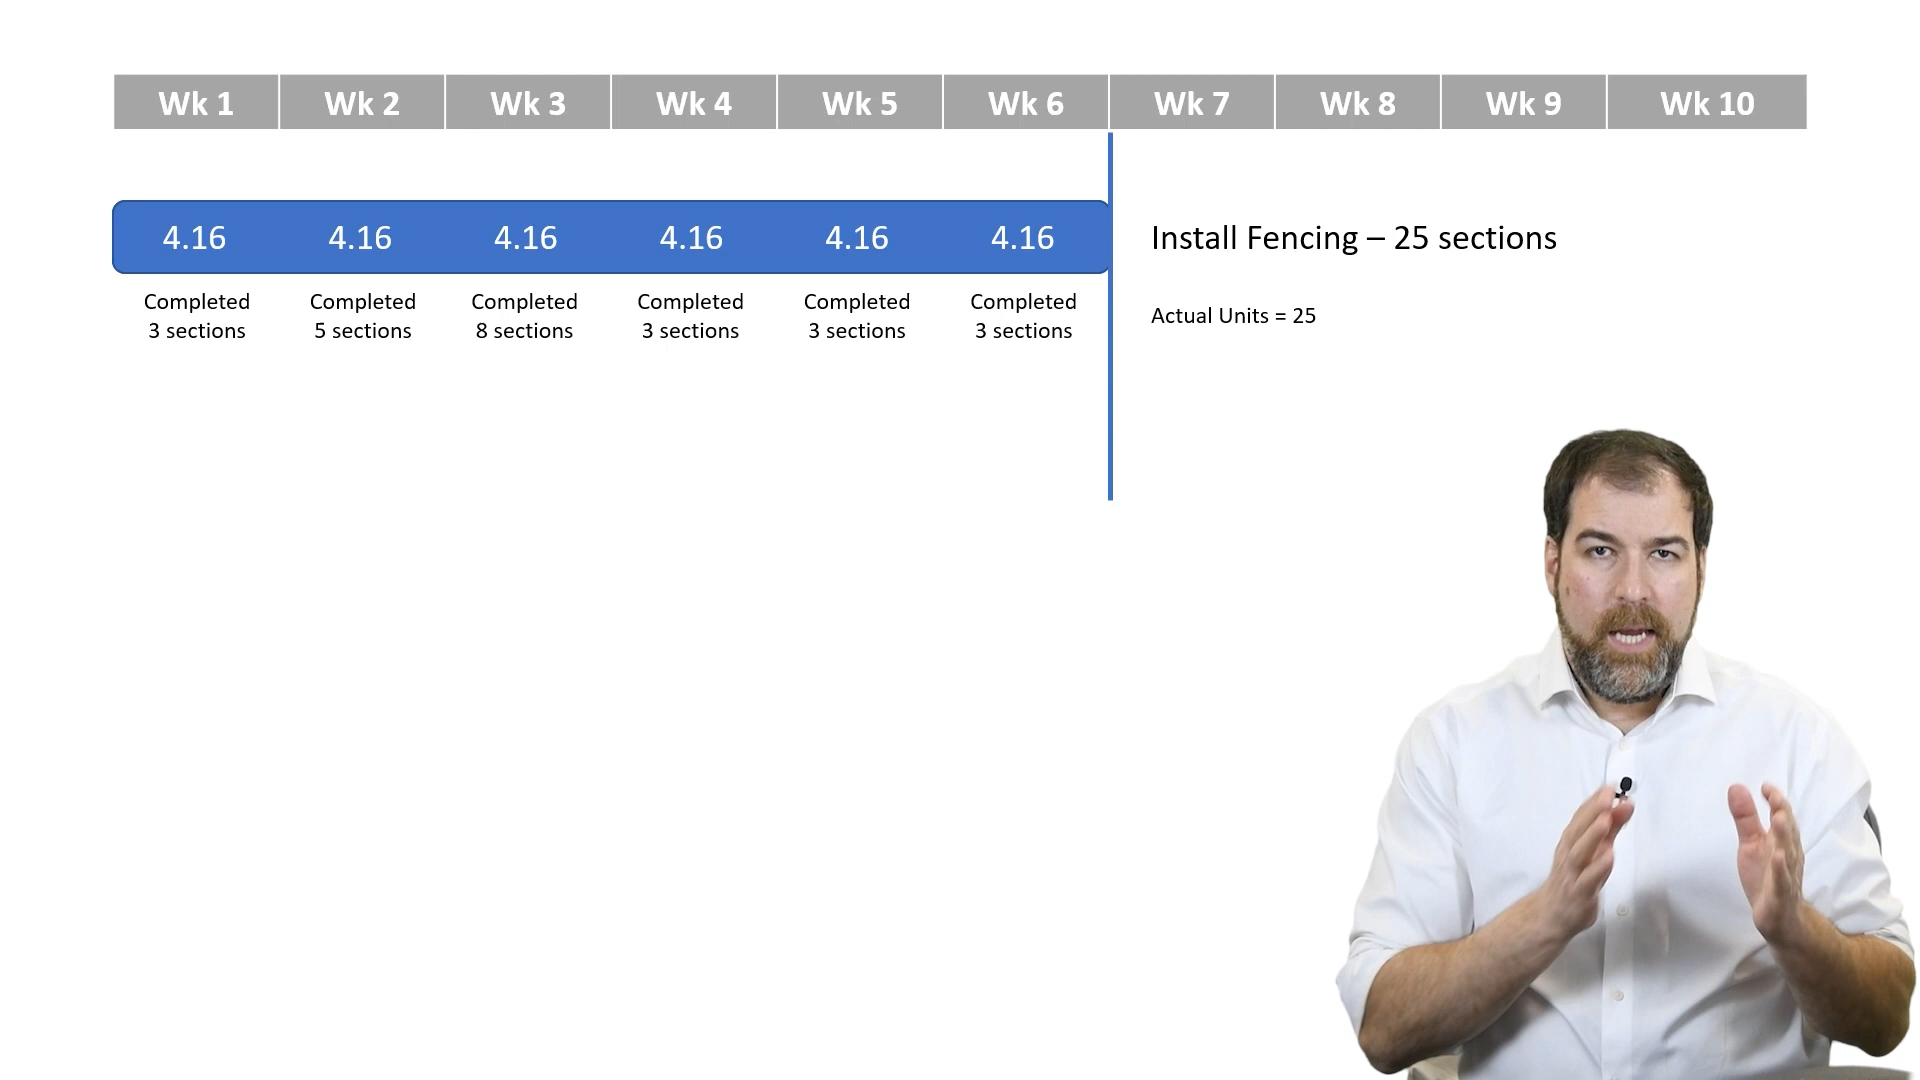 Wk 1 Wk 2 Wk 3 Wk 4 Wk 5 Wk 6 Wk 7 Wk 8 Wk 9 Wk 10
4.16 4.16 4.16 4.16 4.16 4.16 Install Fencing – 25 sections
Completed Completed Completed Completed Completed Completed
3 sections 5 sections 8 sections 3 sections 3 sections 3 sections
Actual Units = 25